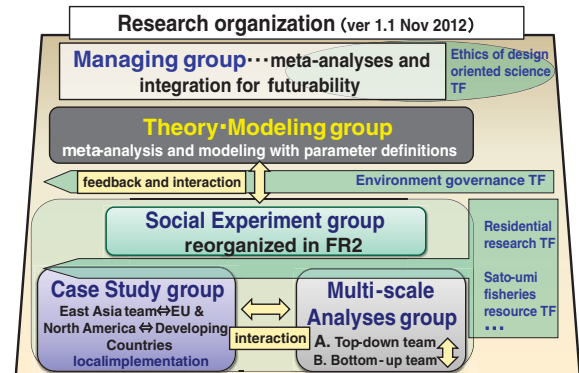 Research organization (ver 1.1 Nov 2012)
Managing group⋯meta-analyses and
integration for futurability
Ethics of design
oriented science
TF
Theory・Modeling group
meta-analysis and modeling with parameter definitions
feedback and interaction
Environment governance TF
Social Experiment group
reorganized in FR2
Residential
research TF
Sato-umi
fisheries
resource TF
⋯
Case Study group
East Asia team⇔EU &
North America ⇔ Developing
Countries
localimplementation
interaction
Multi-scale
Analyses group
A. Top-down team
B. Bottom-up team